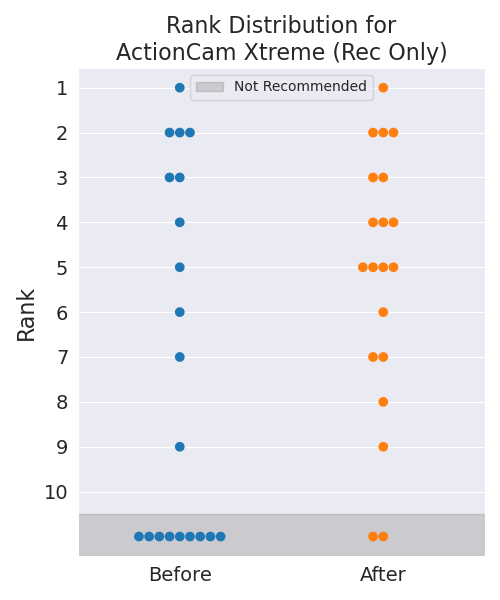 Rank Distribution for
ActionCam Xtreme (Rec Only)
Not Recommended
Rank
1
2
3
4
5
6
7
8
9
10
Before After